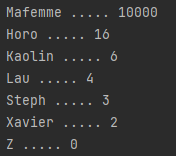 Mafemme ..... 10000
Horo ..... 16
Kaolin ..... 6
Lau ..... 4
Steph ..... 3
Xavier ..... 2
Z ..... 0